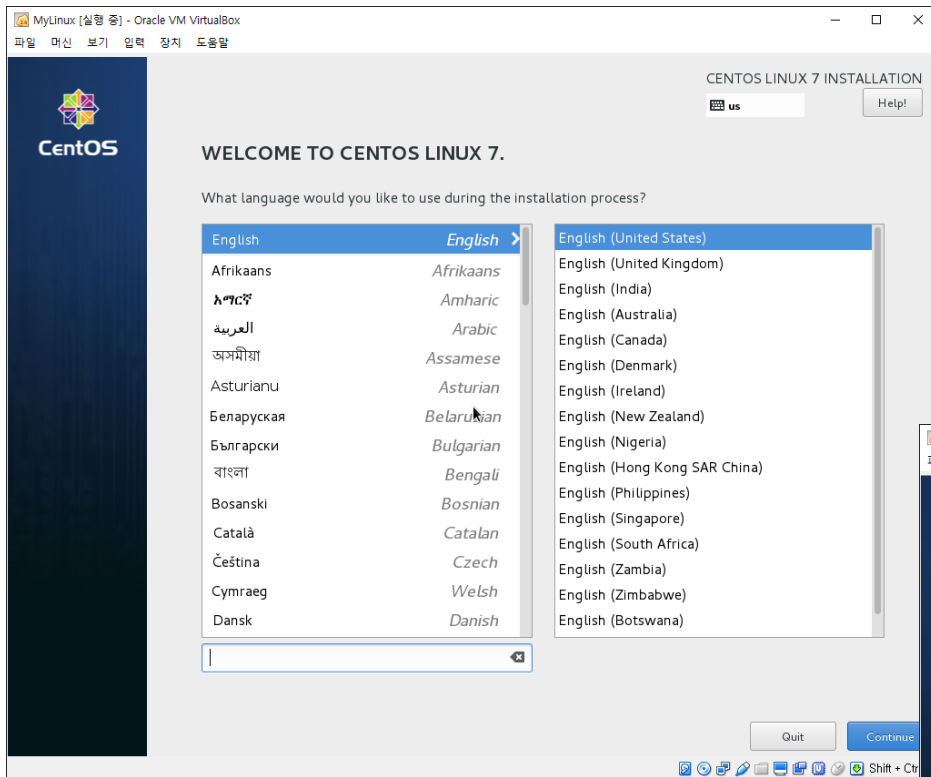 MyLinux [실행 중] - Oracle VM VirtualBox
파일 머신 보기 입력 장치 도움말
CentOS
CENTOS LINUX 7 INSTALLATION
us
Help!
WELCOME TO CENTOS LINUX 7.
What language would you like to use during the installation process?
English English
Afrikaans Afrikaans
አማርኛ Amharic
العربية Arabic
অসমীয়া Assamese
Asturianu Asturian
Беларуская Belarusian
Български Bulgarian
বাংলা Bengali
Bosanski Bosnian
Català Catalan
Čeština Czech
Cymraeg Welsh
Dansk Danish
English (United States)
English (United Kingdom)
English (India)
English (Australia)
English (Canada)
English (Denmark)
English (Ireland)
English (New Zealand)
English (Nigeria)
English (Hong Kong SAR China)
English (Philippines)
English (Singapore)
English (South Africa)
English (Zambia)
English (Zimbabwe)
English (Botswana)
Quit
Continue
Shift + Ctr